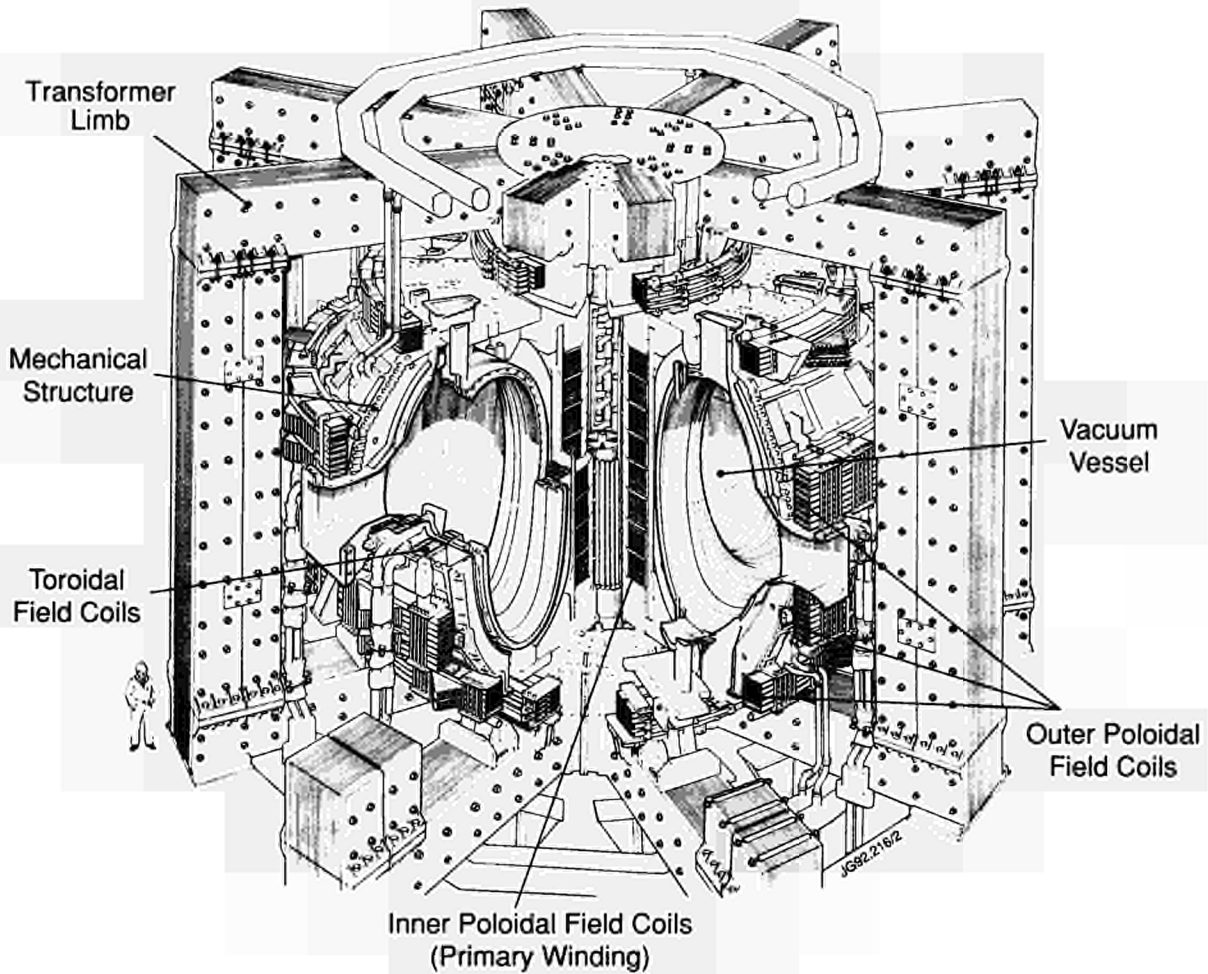 Transformer
Limb
Mechanical
Structure
Vacuum
Vessel
Toroidal
Field Coils
Outer Poloidal
Field Coils
JG92.216/2
Inner Poloidal Field Coils
(Primary Winding)